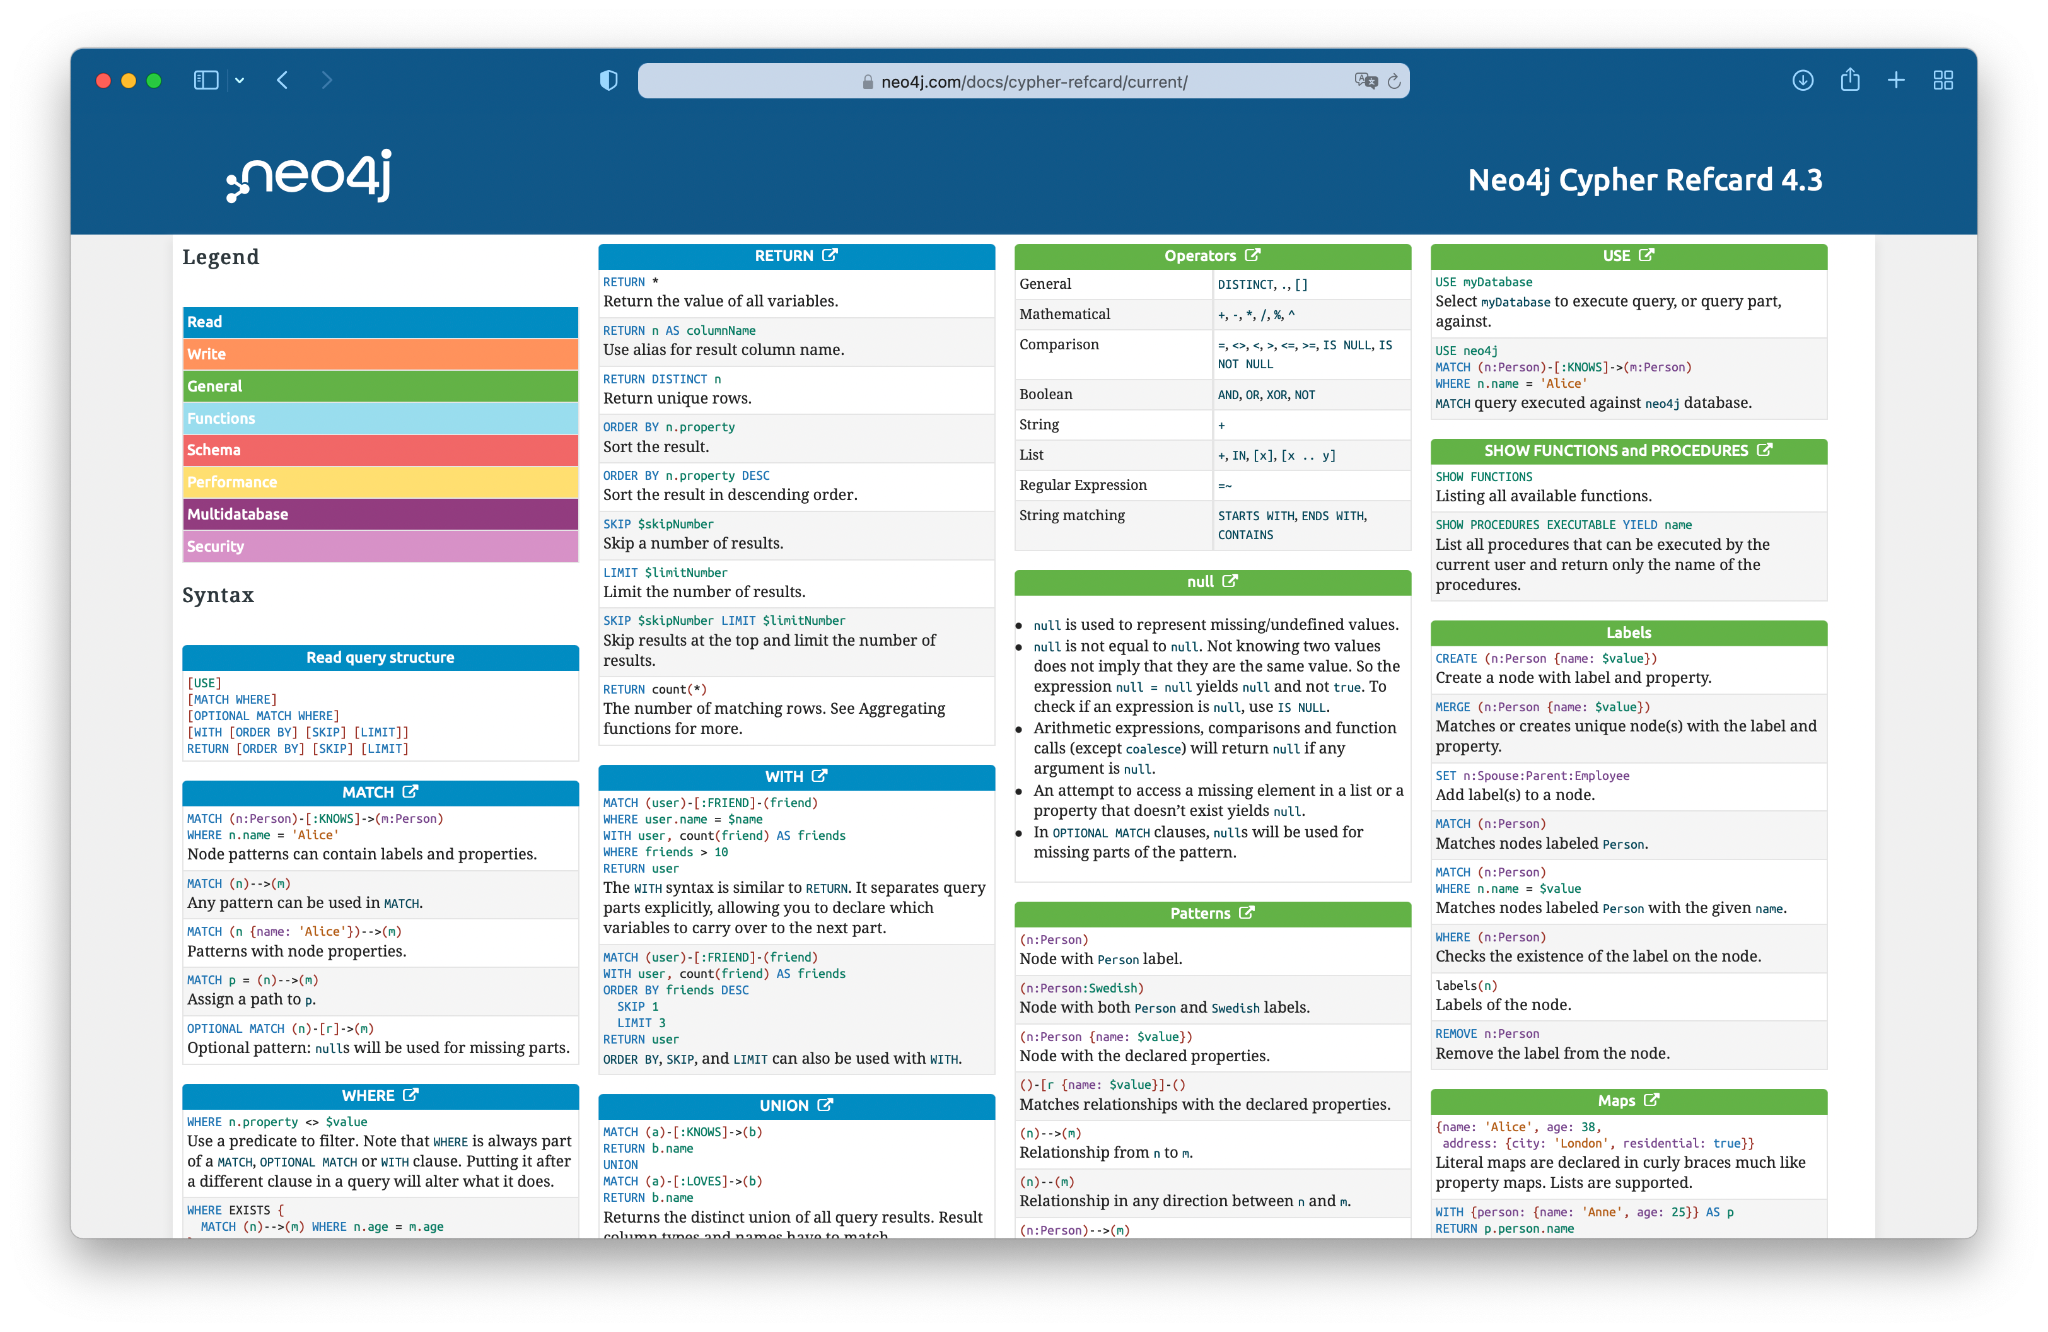 neo4j.com/docs/cypher-refcard/current/
neo4j
Neo4j Cypher Refcard 4.3
Legend
Read
Write
General
Functions
Schema
Performance
Multidatabase
Security
Syntax
Read query structure
[USE]
[MATCH WHERE]
[OPTIONAL MATCH WHERE]
[WITH [ORDER BY] [SKIP] [LIMIT]]
RETURN [ORDER BY] [SKIP] [LIMIT]
MATCH
MATCH (n:Person)-[:KNOWS]->(m:Person)
WHERE n.name = 'Alice'
Node patterns can contain labels and properties.
MATCH (n)-->(m)
Any pattern can be used in MATCH.
MATCH (n {name: 'Alice'})-->(m)
Patterns with node properties.
MATCH p = (n)-->(m)
Assign a path to p.
OPTIONAL MATCH (n)-[r]->(m)
Optional pattern: nulls will be used for missing parts.
WHERE
WHERE n.property <> $value
Use a predicate to filter. Note that WHERE is always part
of a MATCH, OPTIONAL MATCH or WITH clause. Putting it after
a different clause in a query will alter what it does.
WHERE EXISTS {
  MATCH (n)-->(m) WHERE n.age = m.age
RETURN
RETURN *
Return the value of all variables.
RETURN n AS columnName
Use alias for result column name.
RETURN DISTINCT n
Return unique rows.
ORDER BY n.property
Sort the result.
ORDER BY n.property DESC
Sort the result in descending order.
SKIP $skipNumber
Skip a number of results.
LIMIT $limitNumber
Limit the number of results.
SKIP $skipNumber LIMIT $limitNumber
Skip results at the top and limit the number of
results.
RETURN count(*)
The number of matching rows. See Aggregating
functions for more.
WITH
MATCH (user)-[:FRIEND]-(friend)
WHERE user.name = $name
WITH user, count(friend) AS friends
WHERE friends > 10
RETURN user
The WITH syntax is similar to RETURN. It separates query
parts explicitly, allowing you to declare which
variables to carry over to the next part.
MATCH (user)-[:FRIEND]-(friend)
WITH user, count(friend) AS friends
ORDER BY friends DESC
  SKIP 1
  LIMIT 3
RETURN user
ORDER BY, SKIP, and LIMIT can also be used with WITH.
UNION
MATCH (a)-[:KNOWS]->(b)
RETURN b.name
UNION
MATCH (a)-[:LOVES]->(b)
RETURN b.name
Returns the distinct union of all query results. Result
column types and names have to match.
Operators
General DISTINCT, ., []
Mathematical +, -, *, /, %, ^
Comparison =, <>, <, >, <=, >=, IS NULL, IS
NOT NULL
Boolean AND, OR, XOR, NOT
String +
List +, IN, [x], [x .. y]
Regular Expression =~
String matching STARTS WITH, ENDS WITH,
CONTAINS
null
• null is used to represent missing/undefined values.
• null is not equal to null. Not knowing two values
does not imply that they are the same value. So the
expression null = null yields null and not true. To
check if an expression is null, use IS NULL.
• Arithmetic expressions, comparisons and function
calls (except coalesce) will return null if any
argument is null.
• An attempt to access a missing element in a list or a
property that doesn’t exist yields null.
• In OPTIONAL MATCH clauses, nulls will be used for
missing parts of the pattern.
Patterns
(n:Person)
Node with Person label.
(n:Person:Swedish)
Node with both Person and Swedish labels.
(n:Person {name: $value})
Node with the declared properties.
()-[r {name: $value}]-()
Matches relationships with the declared properties.
(n)-->(m)
Relationship from n to m.
(n)--(m)
Relationship in any direction between n and m.
(n:Person)-->(m)
USE
USE myDatabase
Select myDatabase to execute query, or query part,
against.
USE neo4j
MATCH (n:Person)-[:KNOWS]->(m:Person)
WHERE n.name = 'Alice'
MATCH query executed against neo4j database.
SHOW FUNCTIONS and PROCEDURES
SHOW FUNCTIONS
Listing all available functions.
SHOW PROCEDURES EXECUTABLE YIELD name
List all procedures that can be executed by the
current user and return only the name of the
procedures.
Labels
CREATE (n:Person {name: $value})
Create a node with label and property.
MERGE (n:Person {name: $value})
Matches or creates unique node(s) with the label and
property.
SET n:Spouse:Parent:Employee
Add label(s) to a node.
MATCH (n:Person)
Matches nodes labeled Person.
MATCH (n:Person)
WHERE n.name = $value
Matches nodes labeled Person with the given name.
WHERE (n:Person)
Checks the existence of the label on the node.
labels(n)
Labels of the node.
REMOVE n:Person
Remove the label from the node.
Maps
{name: 'Alice', age: 38,
 address: {city: 'London', residential: true}}
Literal maps are declared in curly braces much like
property maps. Lists are supported.
WITH {person: {name: 'Anne', age: 25}} AS p
RETURN p.person.name